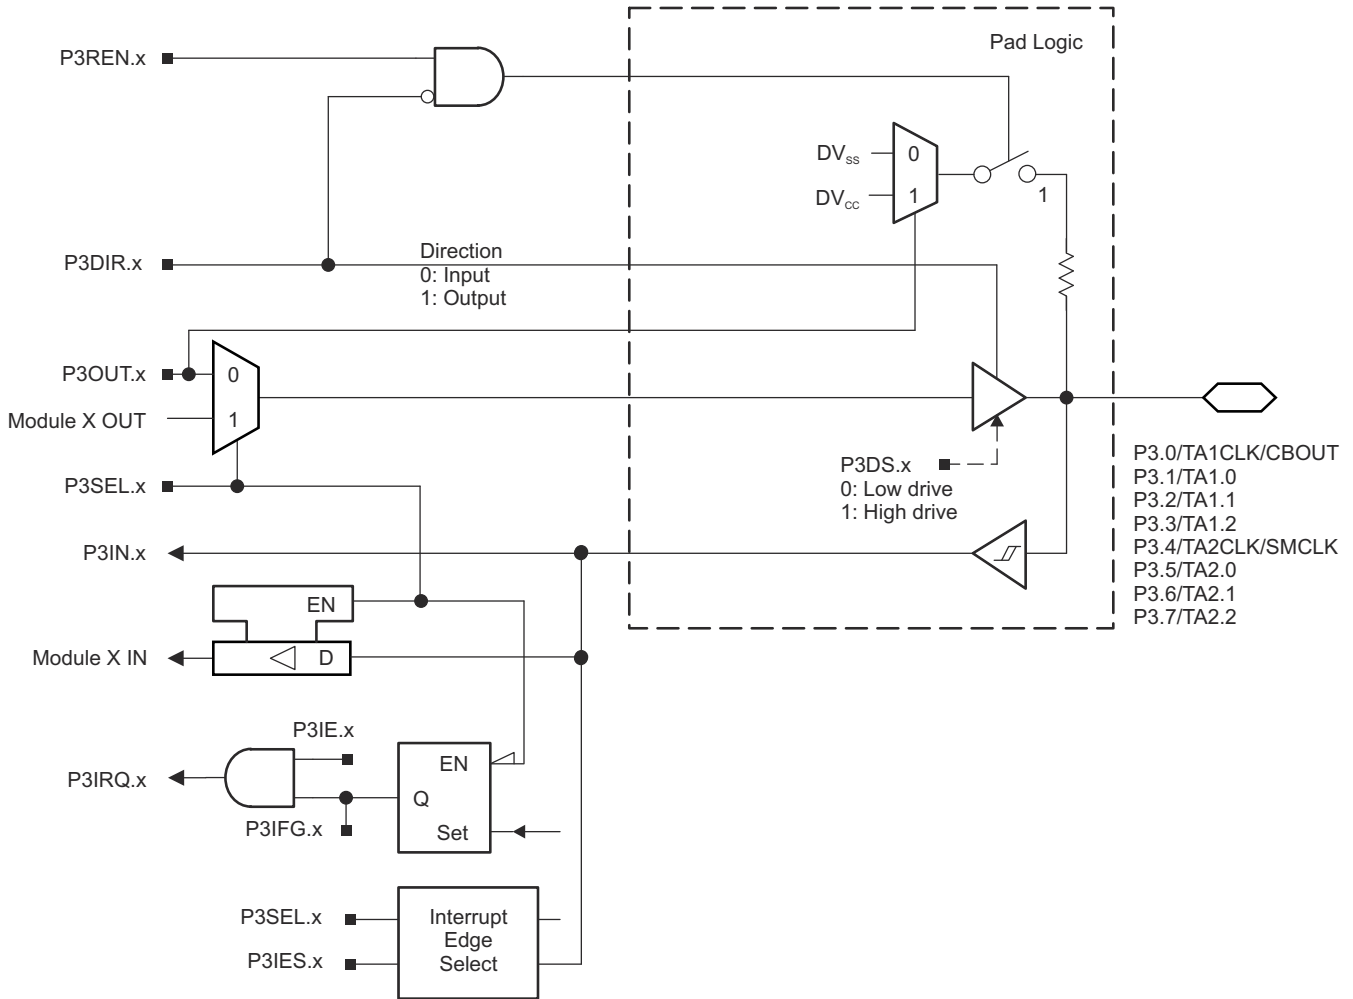 Pad Logic
P3REN.x
DVSS
0
DVCC
1
1
P3DIR.x
Direction
0: Input
1: Output
P3OUT.x
0
Module X OUT
1
P3DS.x
0: Low drive
1: High drive
P3SEL.x
P3.0/TA1CLK/CBOUT
P3.1/TA1.0
P3.2/TA1.1
P3.3/TA1.2
P3.4/TA2CLK/SMCLK
P3.5/TA2.0
P3.6/TA2.1
P3.7/TA2.2
P3IN.x
EN
Module X IN
D
P3IE.x
P3IRQ.x
EN
Q
P3IFG.x
Set
P3SEL.x
P3IES.x
Interrupt
Edge
Select